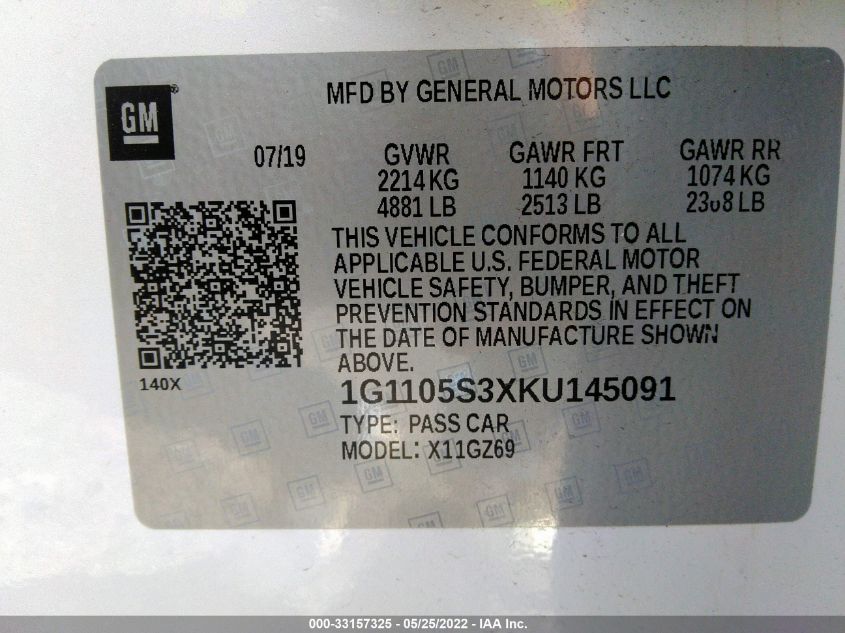 GM
®
MFD BY GENERAL MOTORS LLC
07/19 GVWR GAWR FRT GAWR RR
2214 KG 1140 KG 1074 KG
4881 LB 2513 LB LB
THIS VEHICLE CONFORMS TO ALL
APPLICABLE U.S. FEDERAL MOTOR
VEHICLE SAFETY, BUMPER, AND THEFT
PREVENTION STANDARDS IN EFFECT ON
THE DATE OF MANUFACTURE SHOWN
ABOVE.
140X
1G1105S3XKU145091
TYPE: PASS CAR
MODEL: X11GZ69
000-33157325 - 05/25/2022 - IAA Inc.